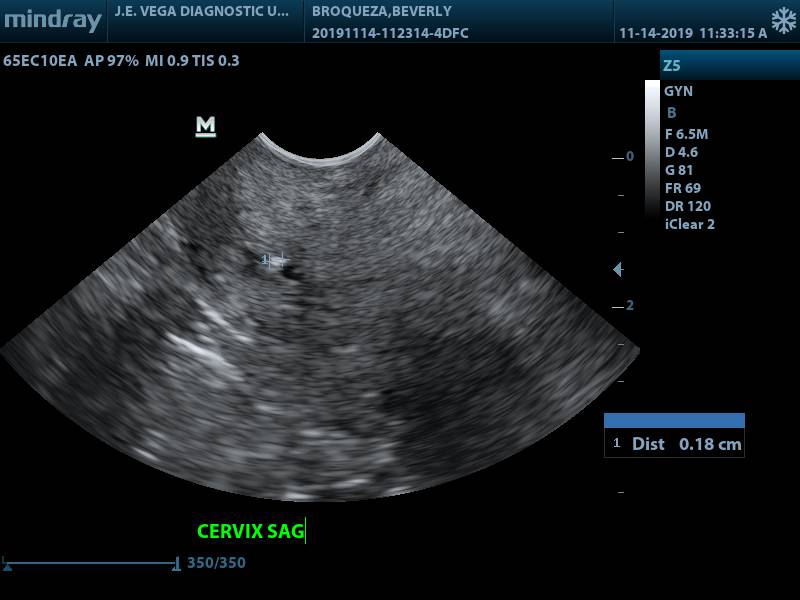 mindray
J.E. VEGA DIAGNOSTIC U...
BROQUEZA,BEVERLY
20191114-112314-4DFC
11-14-2019 11:33:15 A
65EC10EA AP 97% MI 0.9 TIS 0.3
Z5
GYN
B
F 6.5M
D 4.6
G 81
FR 69
DR 120
iClear 2
M
0
1
2
1 Dist 0.18 cm
CERVIX SAG
350/350